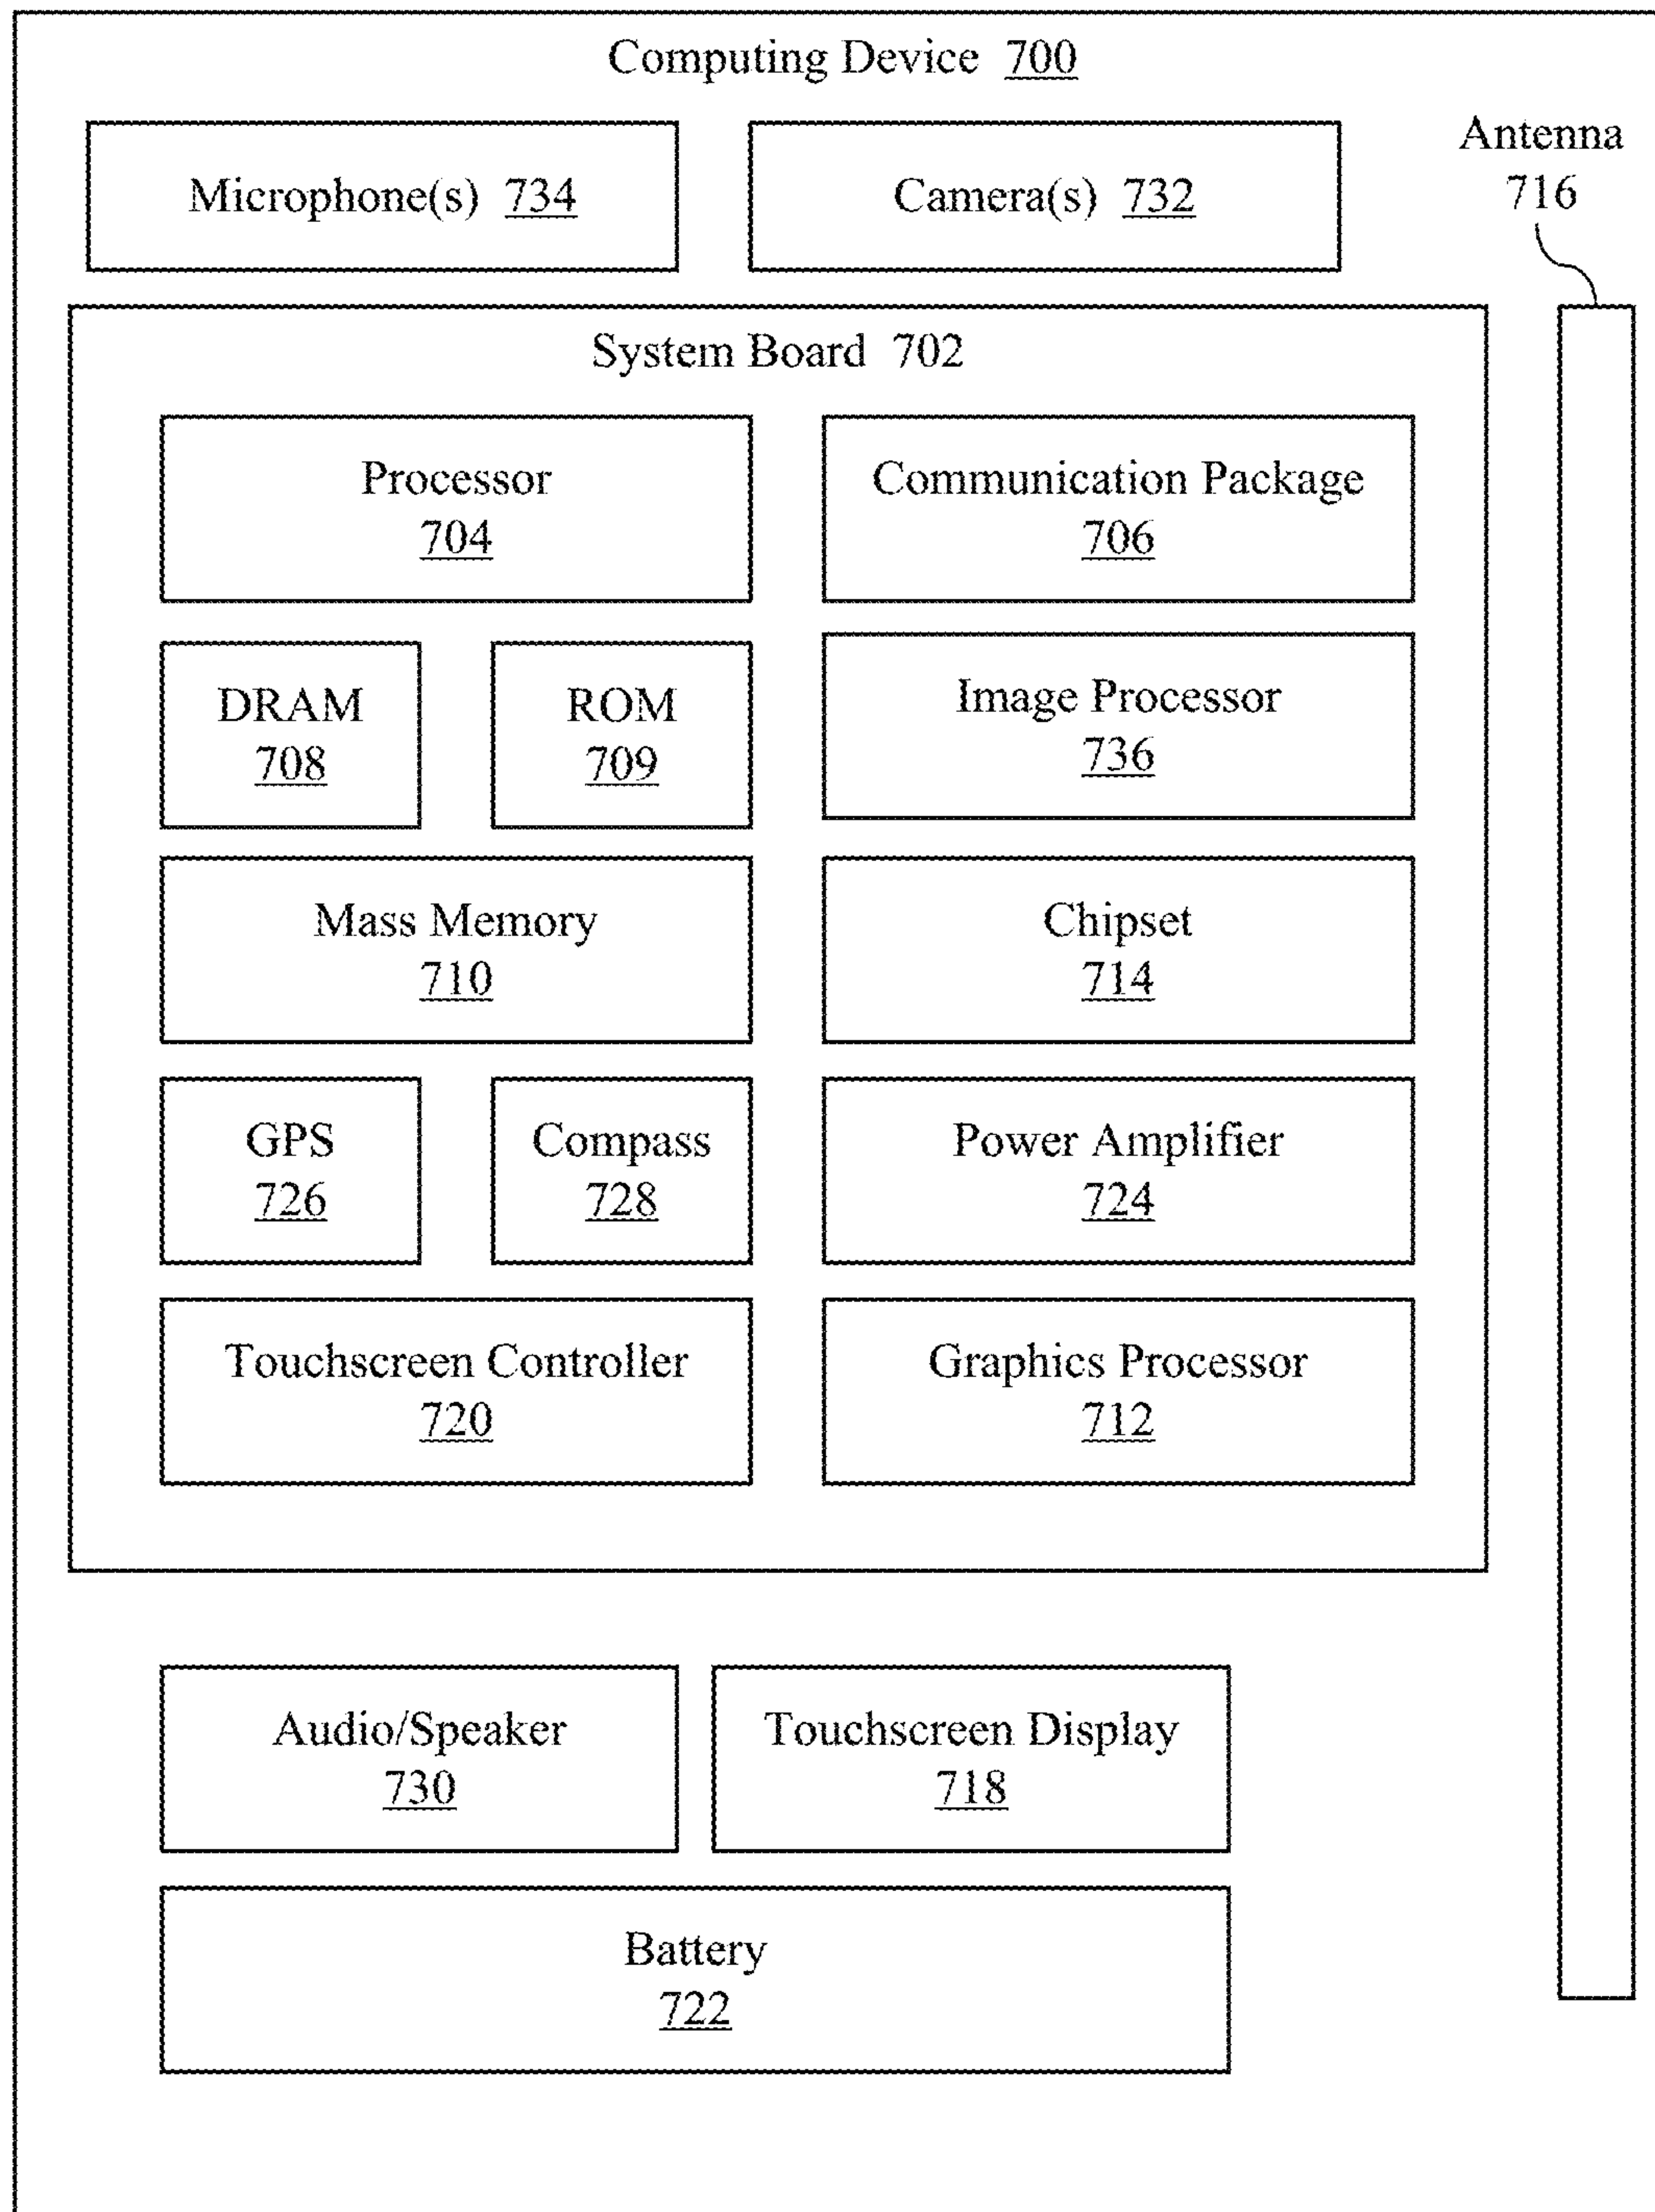 Computing Device 700
Antenna
716
Microphone(s) 734
Camera(s) 732
System Board 702
Processor
704
Communication Package
706
DRAM
708
ROM
709
Image Processor
736
Mass Memory
710
Chipset
714
GPS
726
Compass
728
Power Amplifier
724
Touchscreen Controller
720
Graphics Processor
712
Audio/Speaker
730
Touchscreen Display
718
Battery
722